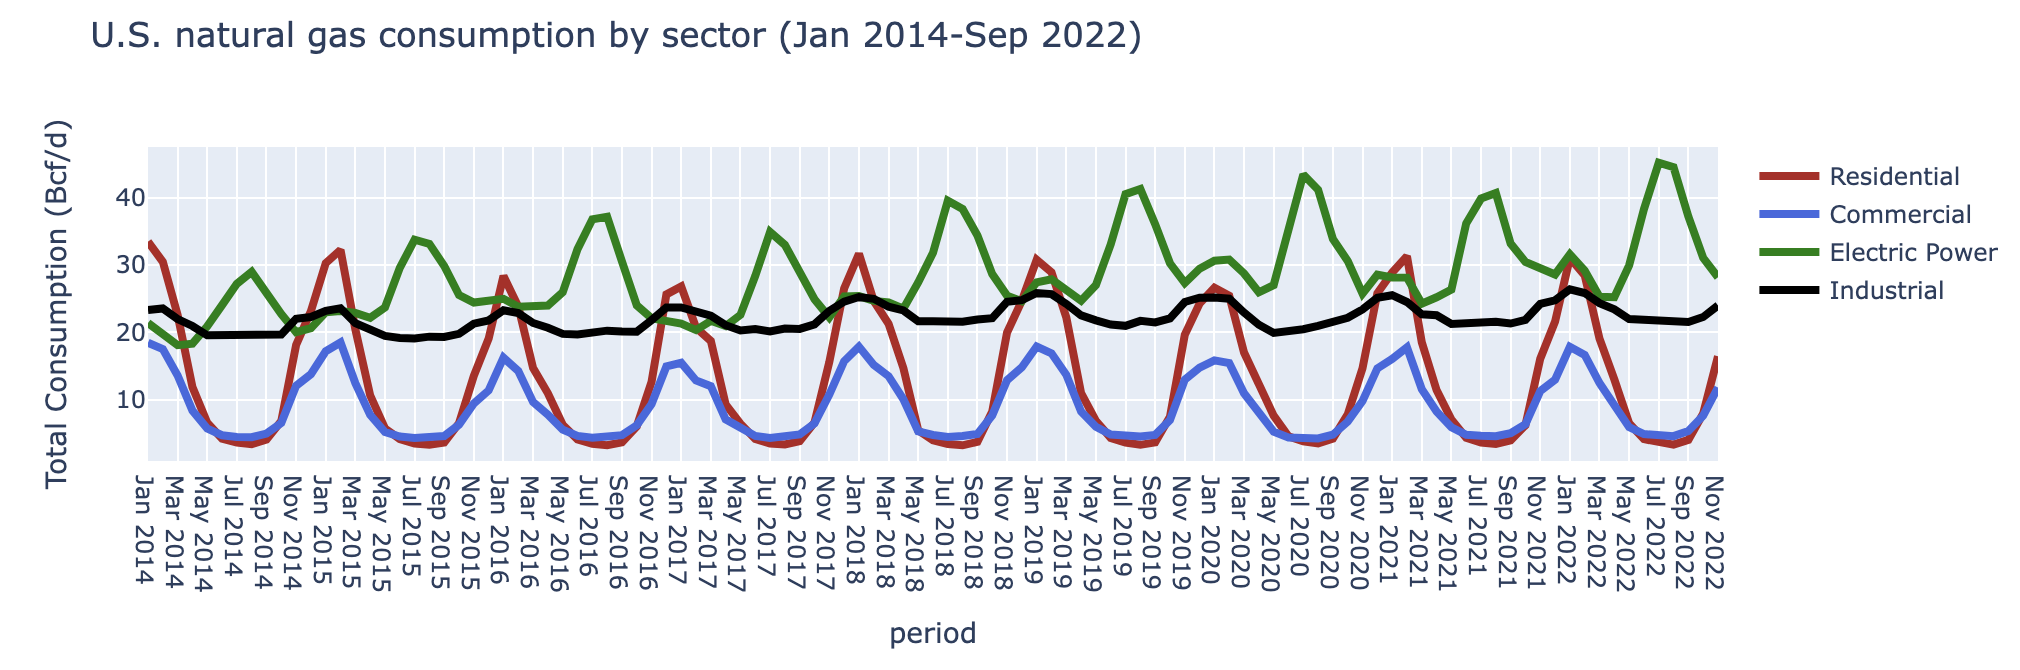 U.S. natural gas consumption by sector (Jan 2014-Sep 2022)
Total Consumption (Bcf/d)
40
30
20
10
Residential
Commercial
Electric Power
Industrial
Jan 2014
Mar 2014
May 2014
Jul 2014
Sep 2014
Nov 2014
Jan 2015
Mar 2015
May 2015
Jul 2015
Sep 2015
Nov 2015
Jan 2016
Mar 2016
May 2016
Jul 2016
Sep 2016
Nov 2016
Jan 2017
Mar 2017
May 2017
Jul 2017
Sep 2017
Nov 2017
Jan 2018
Mar 2018
May 2018
Jul 2018
Sep 2018
Nov 2018
Jan 2019
Mar 2019
May 2019
Jul 2019
Sep 2019
Nov 2019
Jan 2020
Mar 2020
May 2020
Jul 2020
Sep 2020
Nov 2020
Jan 2021
Mar 2021
May 2021
Jul 2021
Sep 2021
Nov 2021
Jan 2022
Mar 2022
May 2022
Jul 2022
Sep 2022
Nov 2022
period